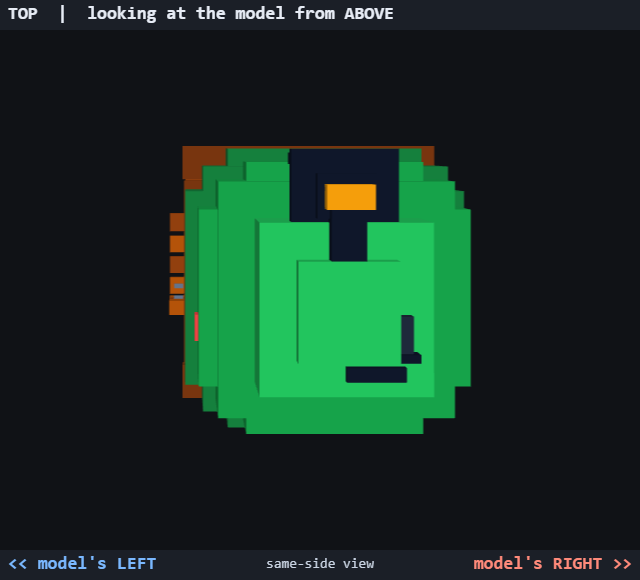 TOP | looking at the model from ABOVE
<< model's LEFT same-side view model's RIGHT >>